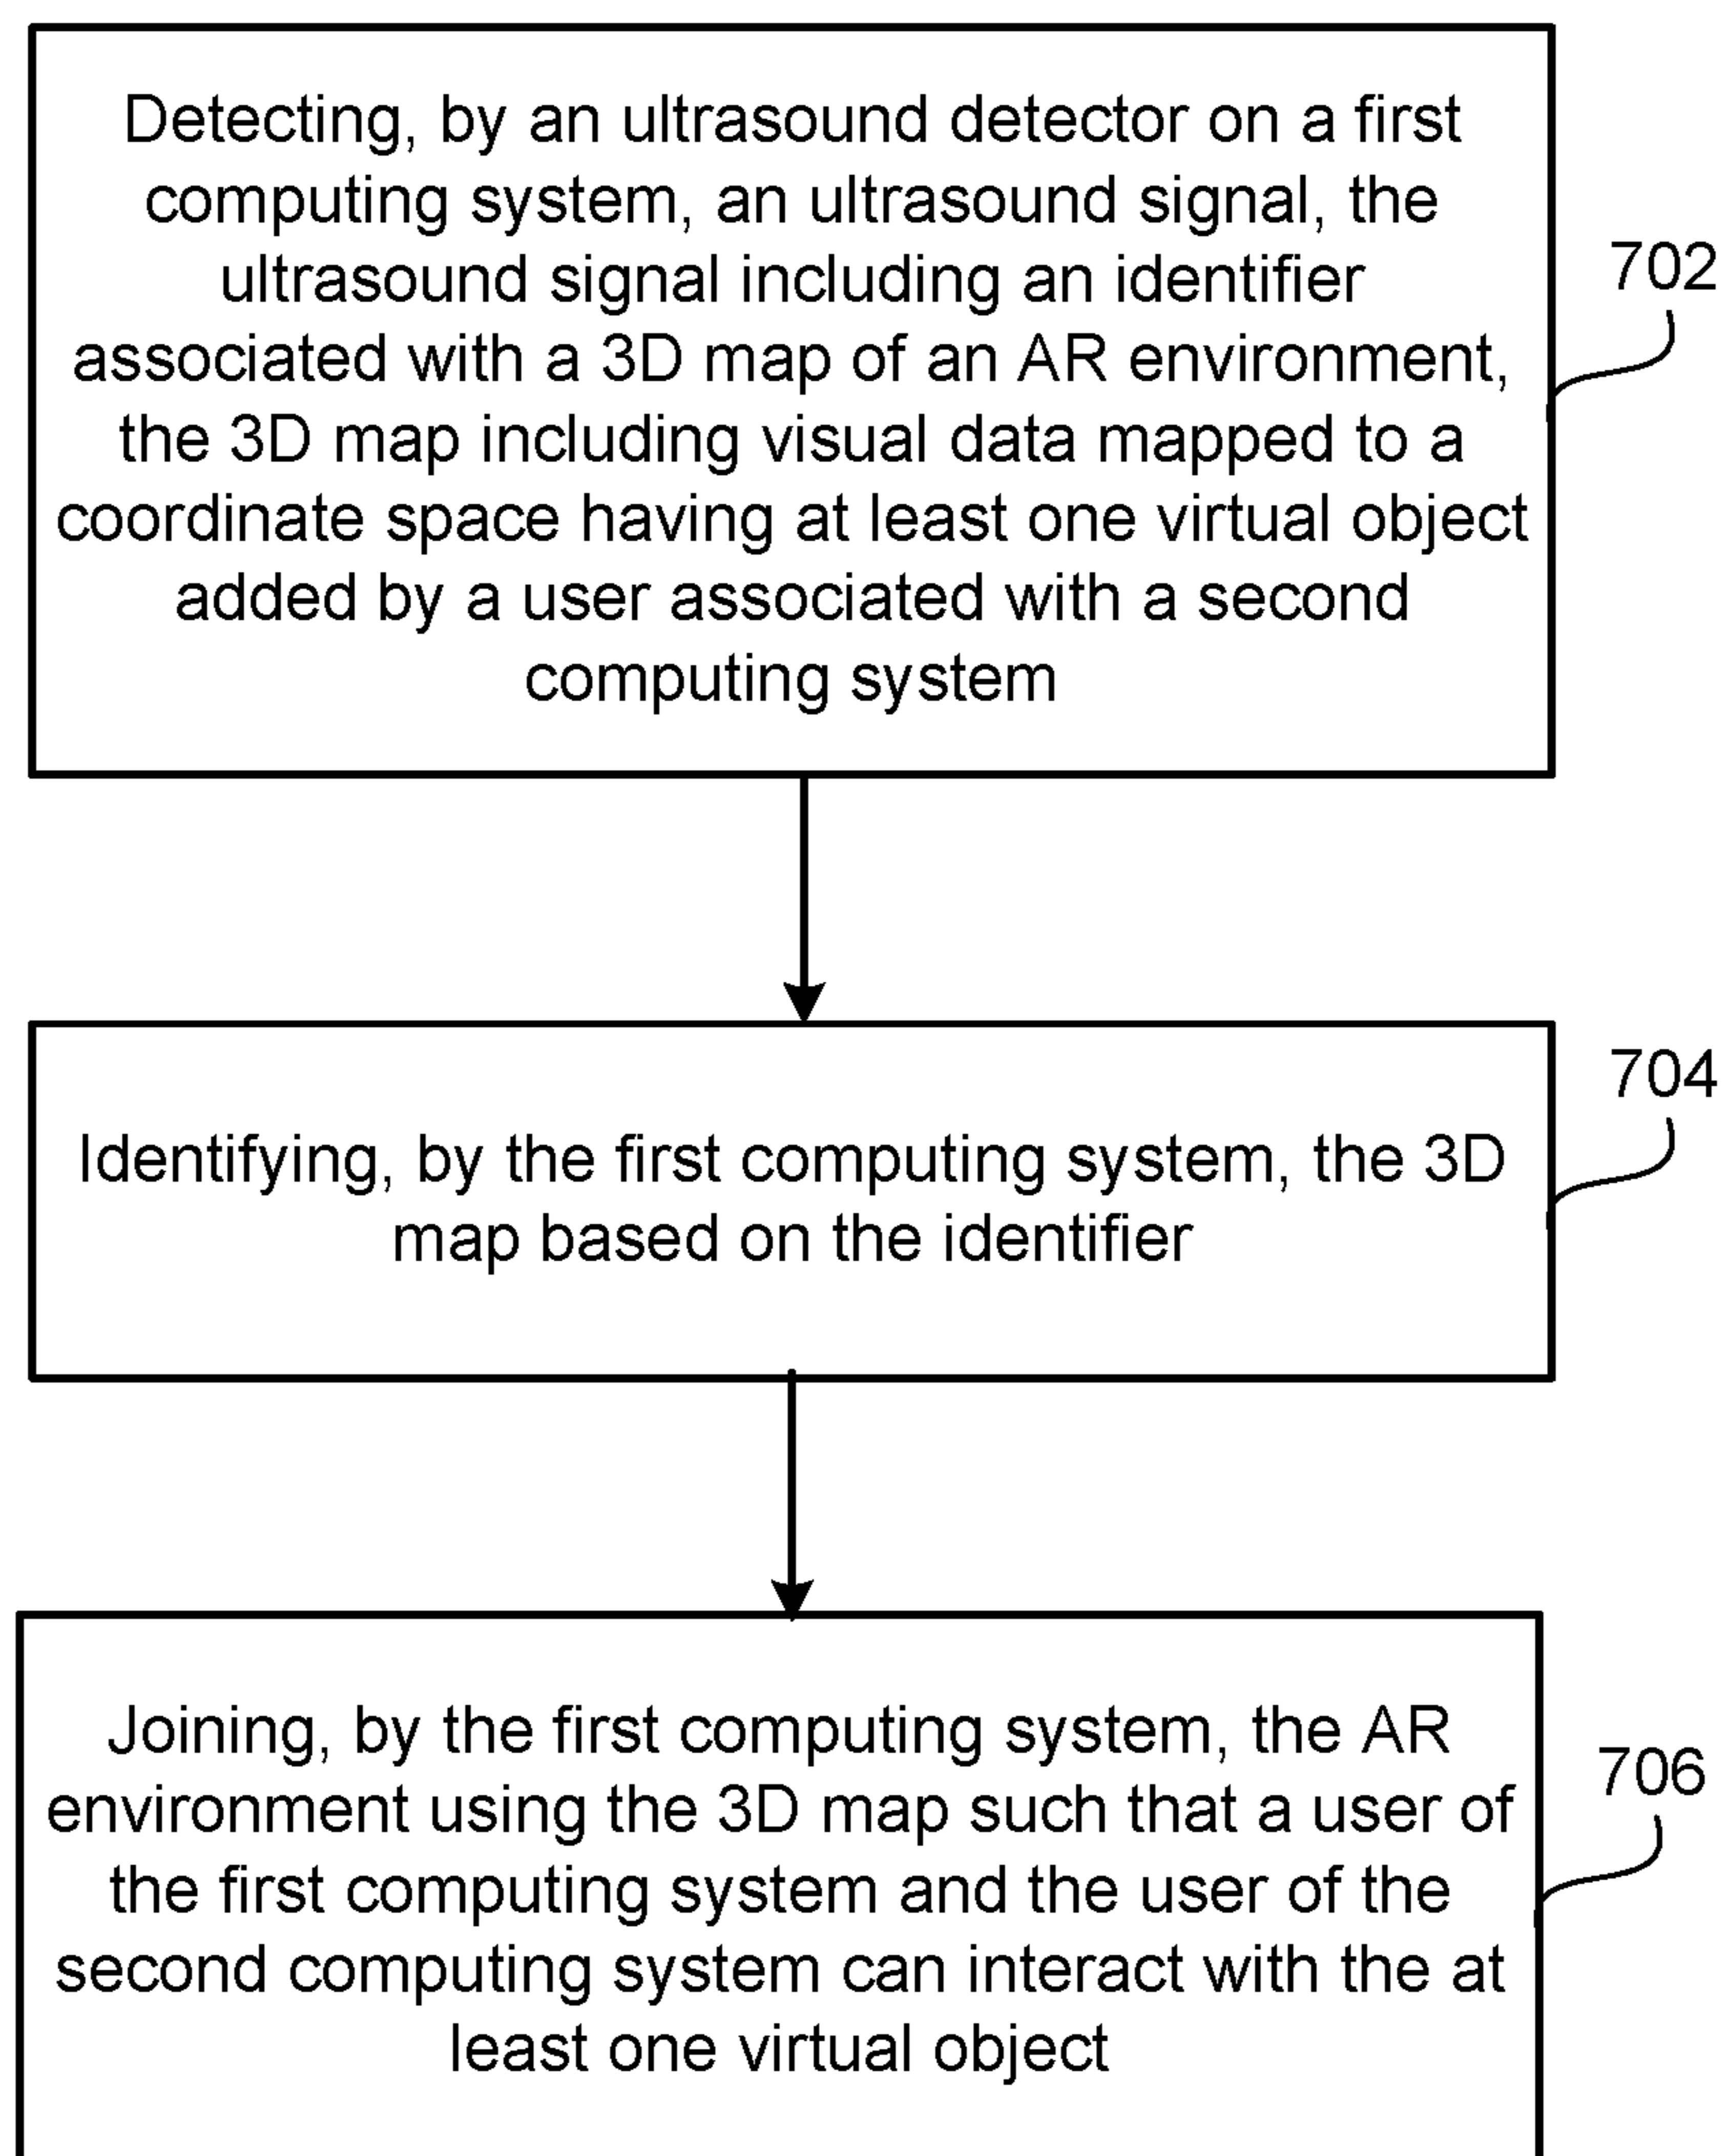 Detecting, by an ultrasound detector on a first
computing system, an ultrasound signal, the
ultrasound signal including an identifier
associated with a 3D map of an AR environment,
the 3D map including visual data mapped to a
coordinate space having at least one virtual object
added by a user associated with a second
computing system
702
Identifying, by the first computing system, the 3D
map based on the identifier
704
Joining, by the first computing system, the AR
environment using the 3D map such that a user of
the first computing system and the user of the
second computing system can interact with the at
least one virtual object
706